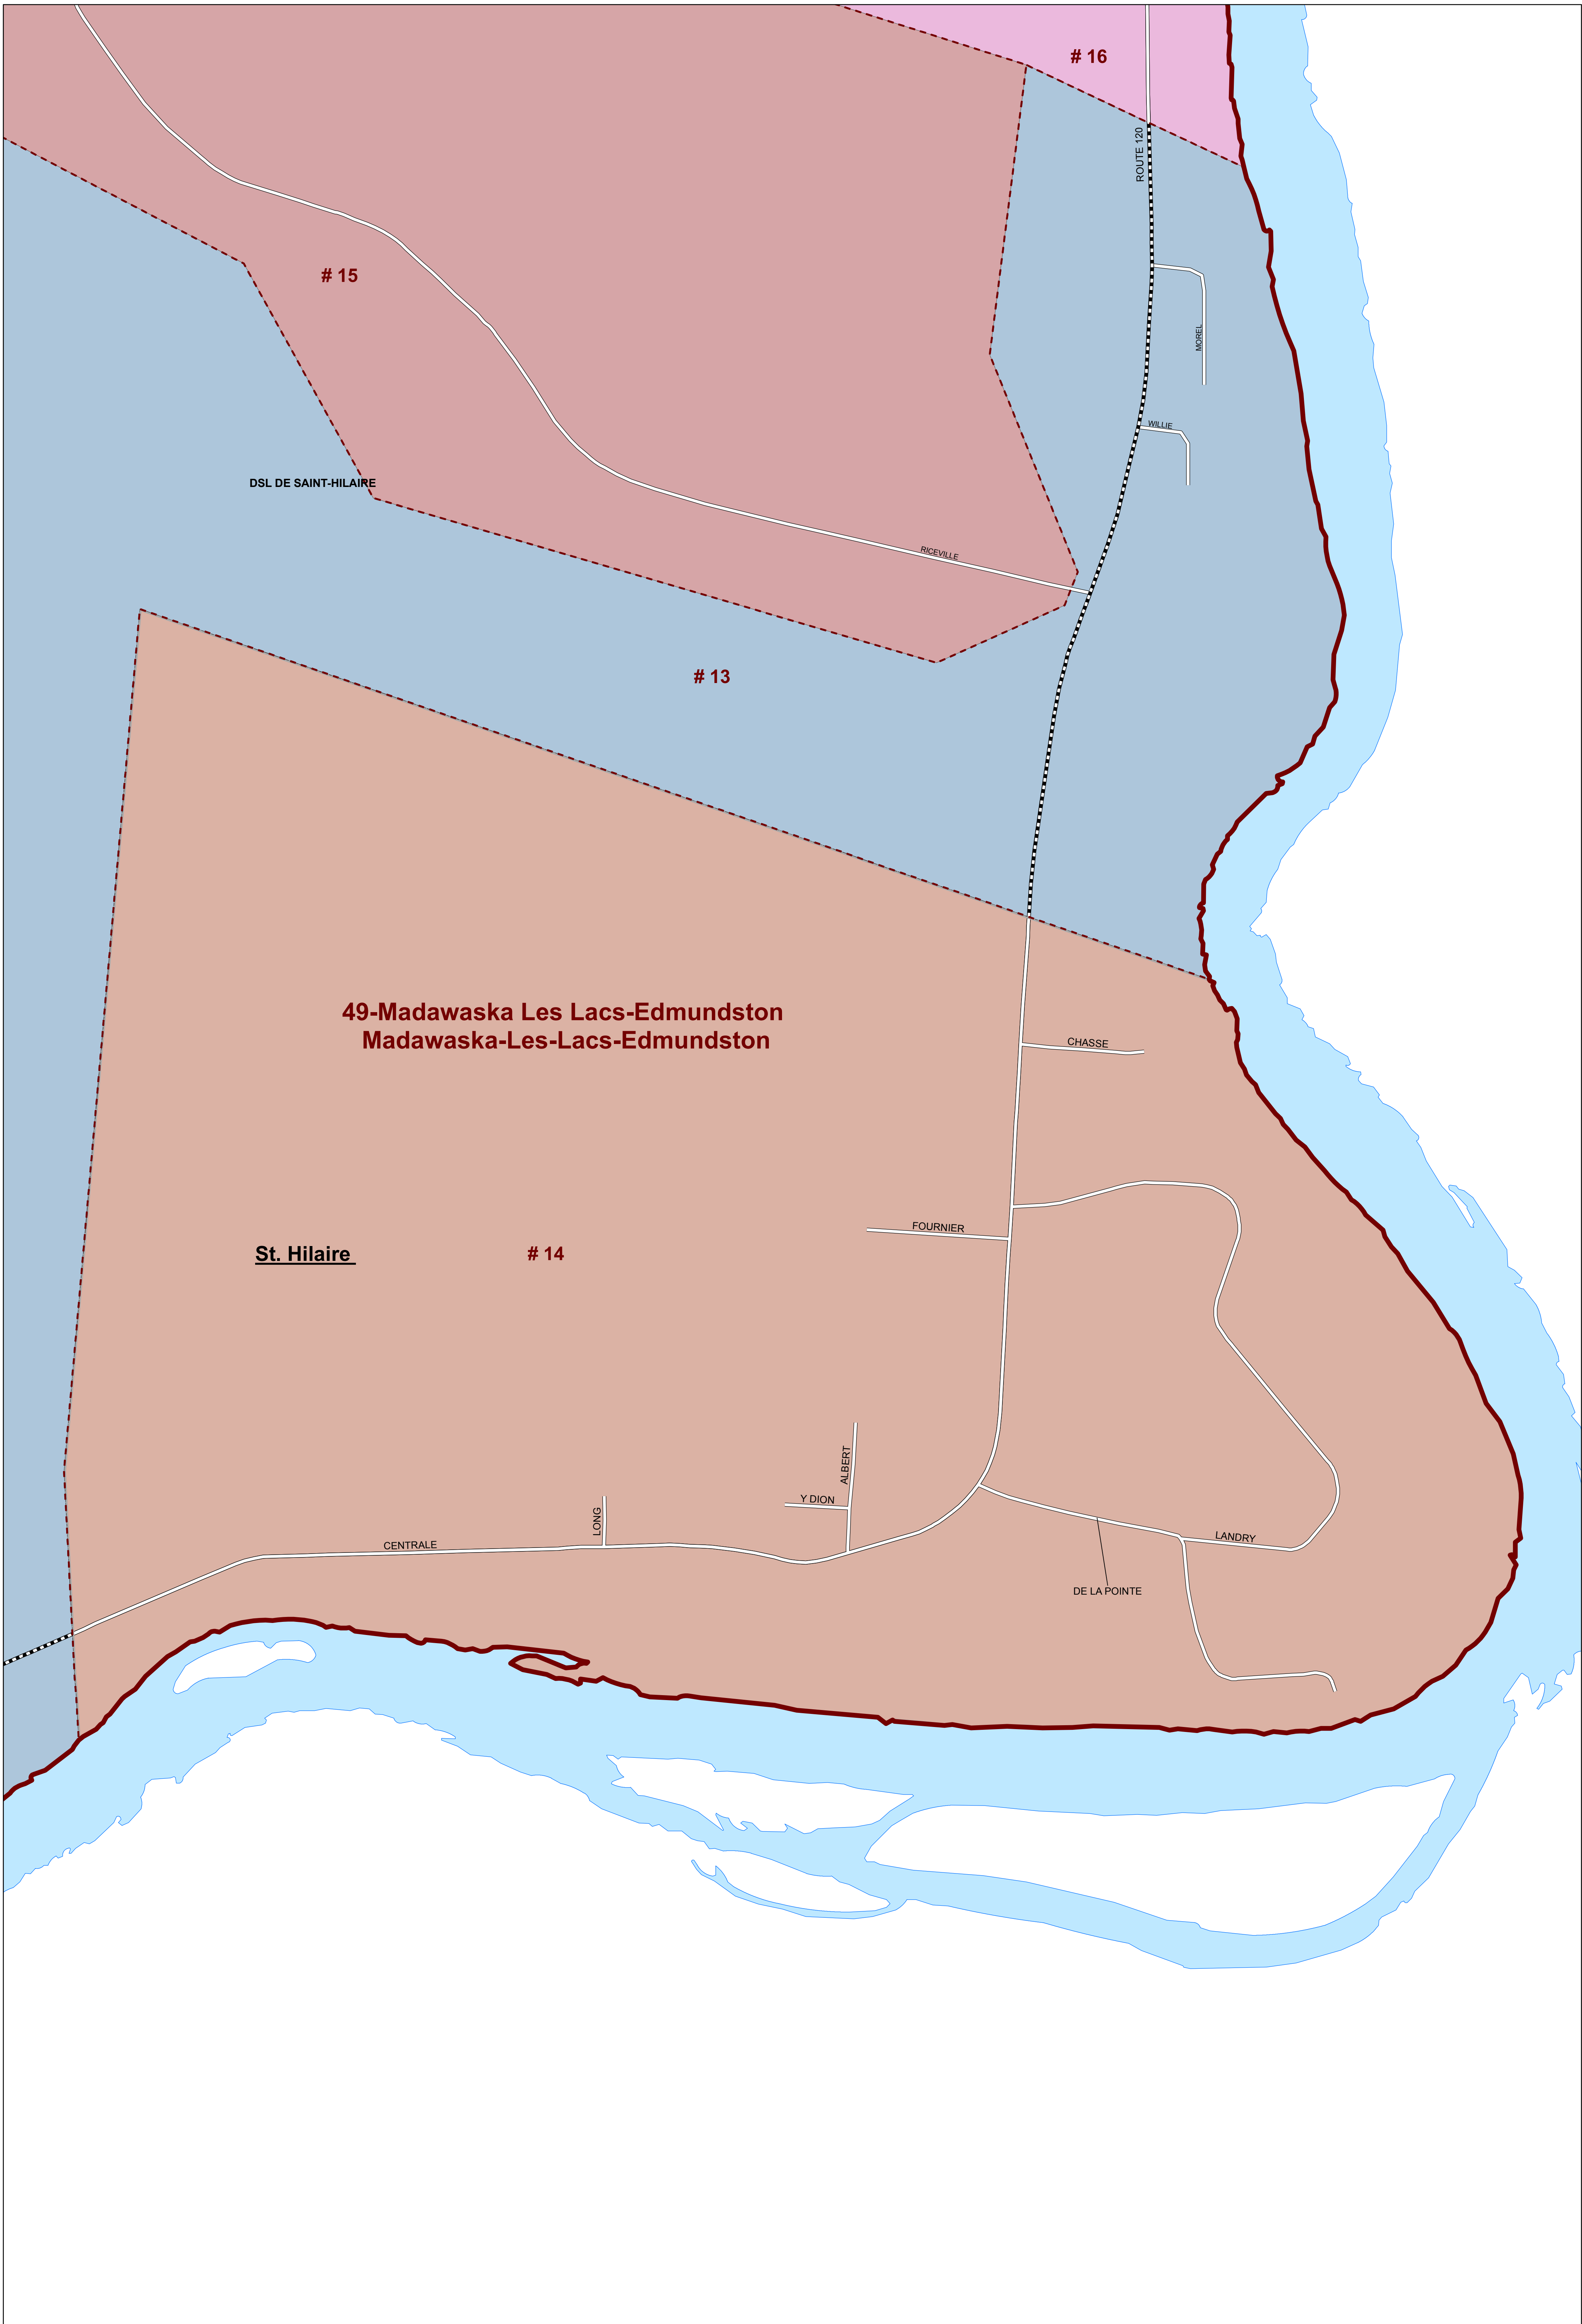 # 16
ROUTE 120
# 15
MOREL
WILLIE
DSL DE SAINT-HILAIRE
RICEVILLE
# 13
49-Madawaska Les Lacs-Edmundston
Madawaska-Les-Lacs-Edmundston
CHASSE
FOURNIER
St. Hilaire
# 14
ALBERT
Y DION
LONG
LANDRY
CENTRALE
DE LA POINTE